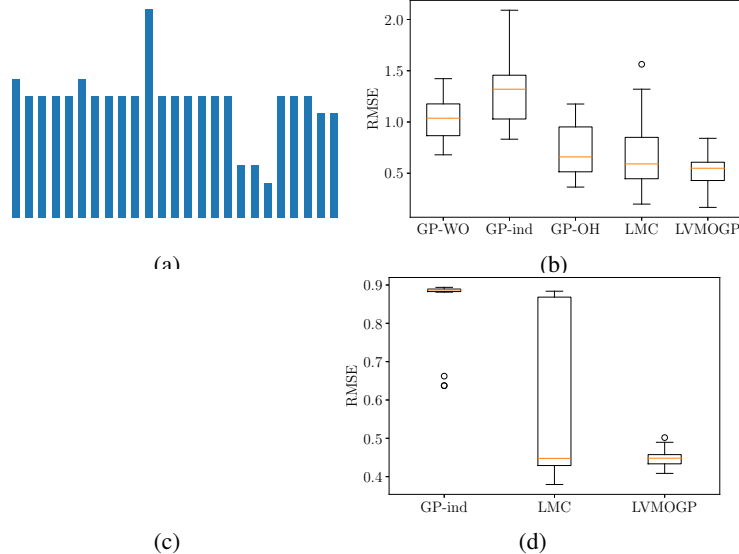 2.0
1.5
1.0
0.5
RMSE
GP-WO GP-ind GP-OH LMC LVMOGP
(a) (b)
0.9
0.8
0.7
0.6
0.5
0.4
RMSE
GP-ind LMC LVMOGP
(c) (d)